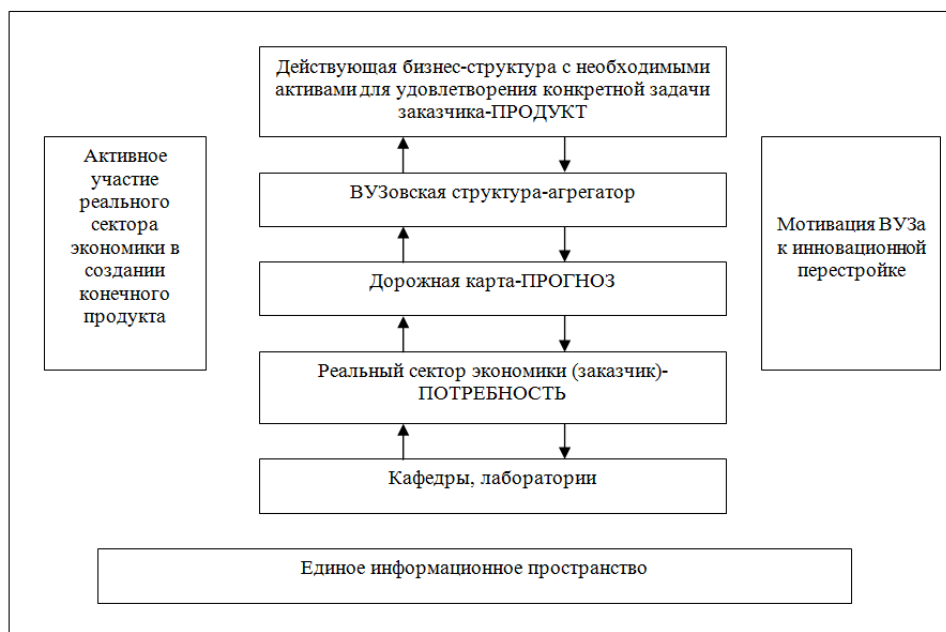 Действующая бизнес-структура с необходимыми
активами для удовлетворения конкретной задачи
заказчика-ПРОДУКТ
Активное
участие
реального
сектора
экономики в
создании
конечного
продукта
ВУЗовская структура-агрегатор
Мотивация ВУЗа
к инновационной
перестройке
Дорожная карта-ПРОГНОЗ
Реальный сектор экономики (заказчик)-
ПОТРЕБНОСТЬ
Кафедры, лаборатории
Единое информационное пространство